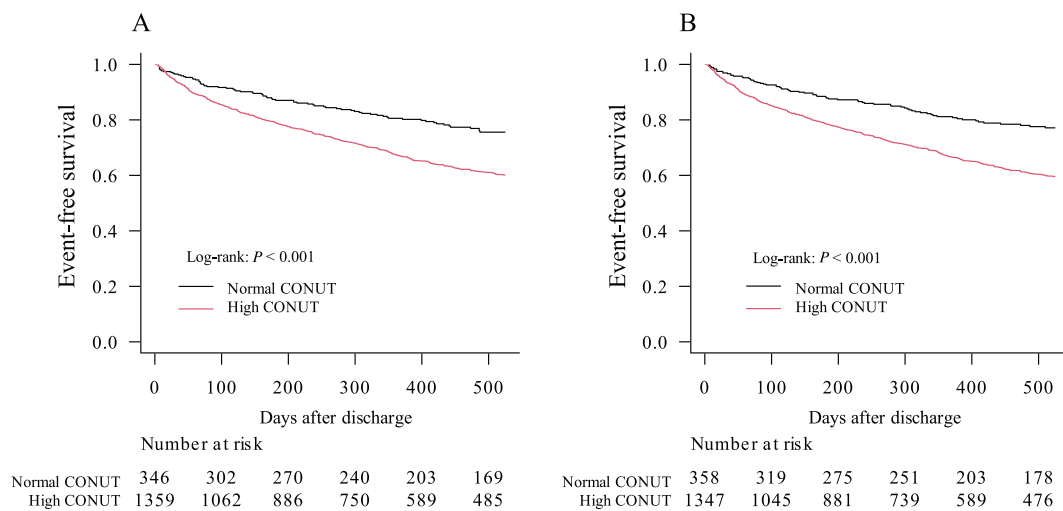 A
Event-free survival
1.0
0.8
0.6
0.4
0.2
0.0
Log-rank: P < 0.001
Normal CONUT
High CONUT
0 100 200 300 400 500
Days after discharge
Number at risk
Normal CONUT 346 302 270 240 203 169
High CONUT 1359 1062 886 750 589 485
B
Event-free survival
1.0
0.8
0.6
0.4
0.2
0.0
Log-rank: P < 0.001
Normal CONUT
High CONUT
0 100 200 300 400 500
Days after discharge
Number at risk
Normal CONUT 358 319 275 251 203 178
High CONUT 1347 1045 881 739 589 476